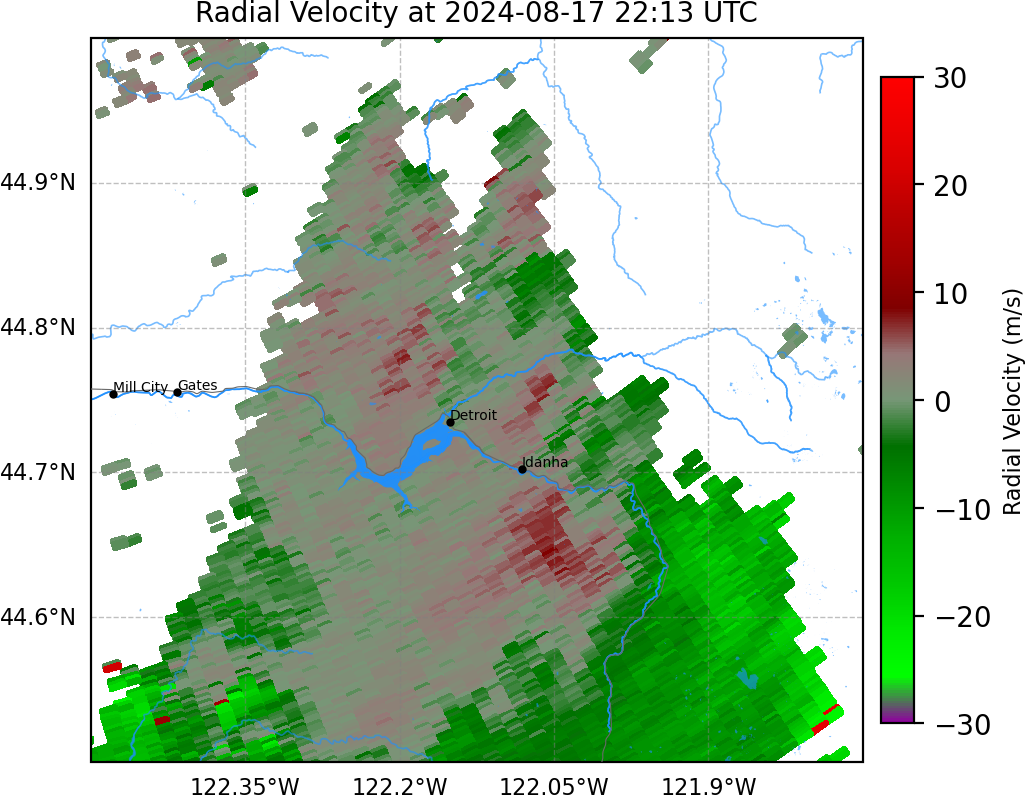 Radial Velocity at 2024-08-17 22:13 UTC
44.9°N
44.8°N
44.7°N
44.6°N
122.35°W
122.2°W
122.05°W
121.9°W
Mill City
Gates
Detroit
Idanha
30
20
10
0
−10
−20
−30
Radial Velocity (m/s)